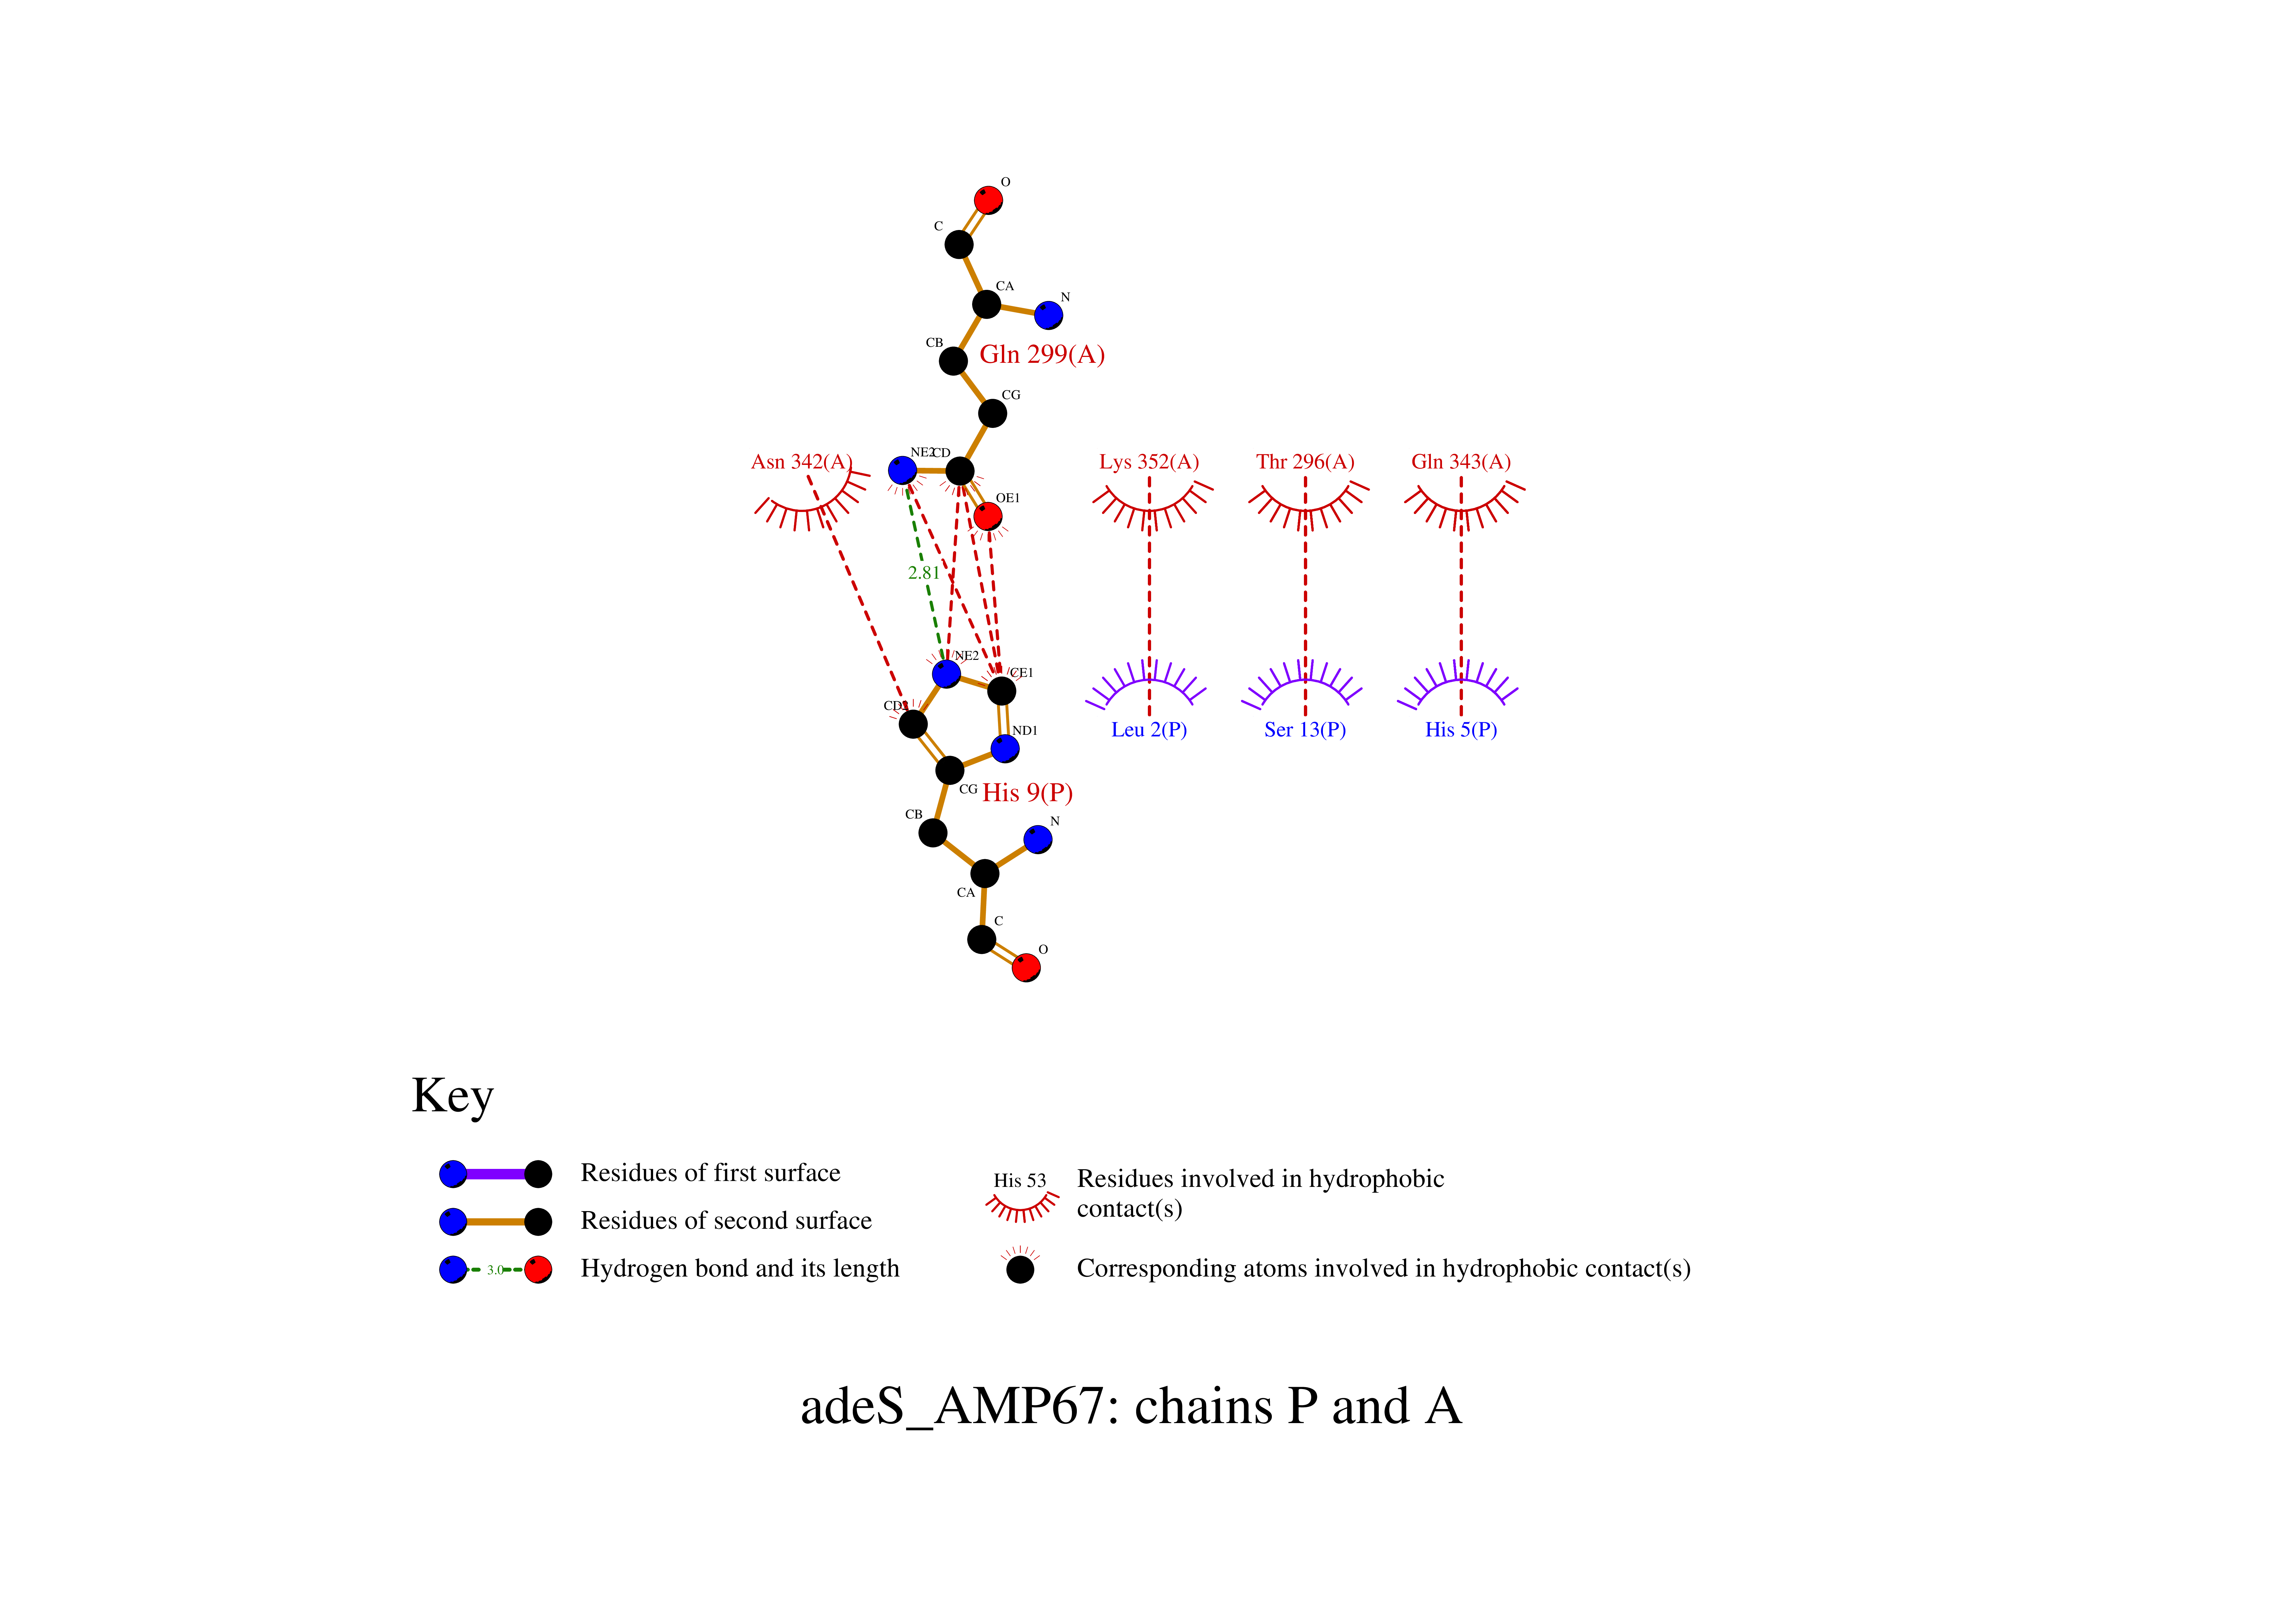 O
C
CA
N
CB
Gln 299(A)
CG
NE2
CD
Asn 342(A)
Lys 352(A)
Thr 296(A)
Gln 343(A)
OE1
2.81
NE2
CE1
CD2
ND1
Leu 2(P)
Ser 13(P)
His 5(P)
CG
His 9(P)
CB
N
CA
C
O
Key
Residues of first surface
Residues of second surface
3.0
Hydrogen bond and its length
His 53
Residues involved in hydrophobic
contact(s)
Corresponding atoms involved in hydrophobic contact(s)
adeS_AMP67: chains P and A